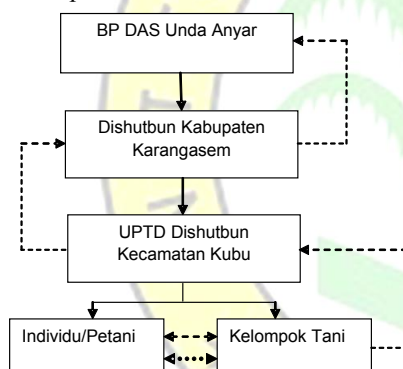 BP DAS Unda Anyar
Dishutbun Kabupaten
Karangasem
UPTD Dishutbun
Kecamatan Kubu
Individu/Petani
Kelompok Tani